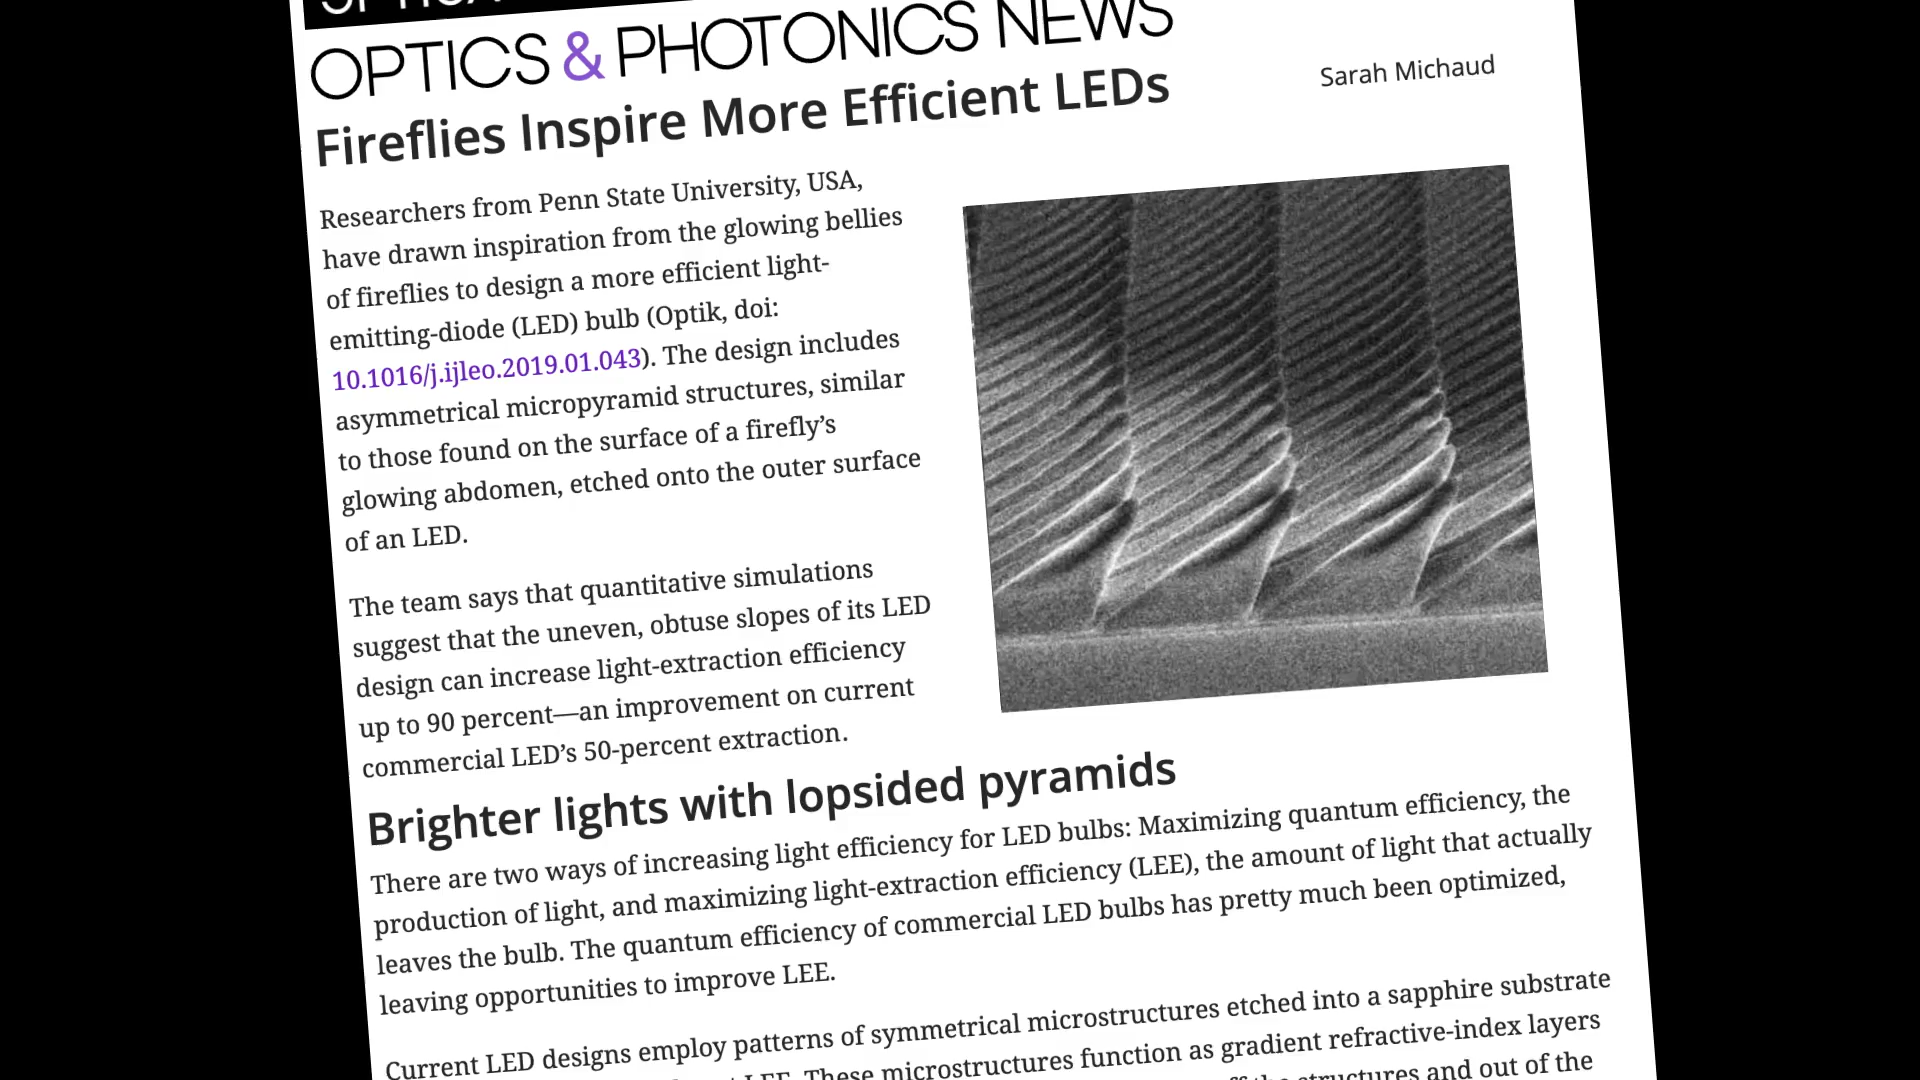 OPTICS & PHOTONICS NEWS
Fireflies Inspire More Efficient LEDs
Sarah Michaud
Researchers from Penn State University, USA,
have drawn inspiration from the glowing bellies
of fireflies to design a more efficient light-
emitting-diode (LED) bulb (Optik, doi:
10.1016/j.ijleo.2019.01.043). The design includes
asymmetrical micropyramid structures, similar
to those found on the surface of a firefly’s
glowing abdomen, etched onto the outer surface
of an LED.
The team says that quantitative simulations
suggest that the uneven, obtuse slopes of its LED
design can increase light-extraction efficiency
up to 90 percent—an improvement on current
commercial LED’s 50-percent extraction.
Brighter lights with lopsided pyramids
There are two ways of increasing light efficiency for LED bulbs: Maximizing quantum efficiency, the
production of light, and maximizing light-extraction efficiency (LEE), the amount of light that actually
leaves the bulb. The quantum efficiency of commercial LED bulbs has pretty much been optimized,
leaving opportunities to improve LEE.
Current LED designs employ patterns of symmetrical microstructures etched into a sapphire substrate
LEE. These microstructures function as gradient refractive-index layers
structures and out of the